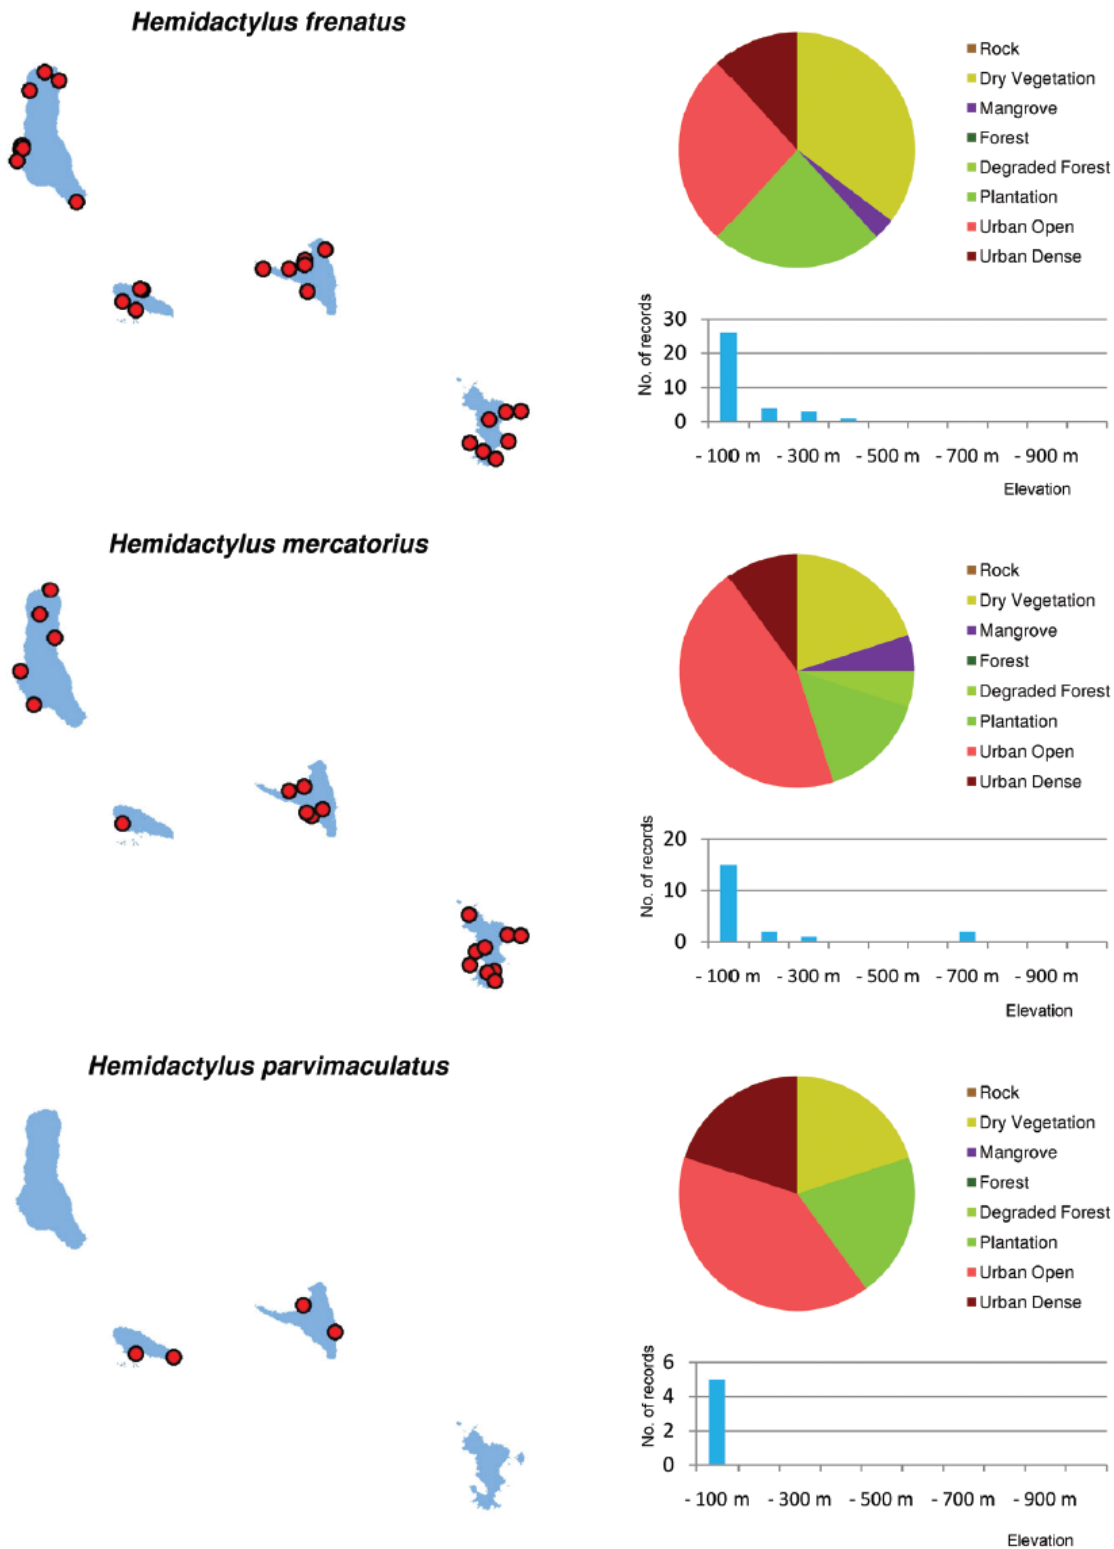 Hemidactylus frenatus
Rock
Dry Vegetation
Mangrove
Forest
Degraded Forest
Plantation
Urban Open
Urban Dense
No. of records
30
20
10
0
- 100 m - 300 m - 500 m - 700 m - 900 m
Elevation
Hemidactylus mercatorius
Rock
Dry Vegetation
Mangrove
Forest
Degraded Forest
Plantation
Urban Open
Urban Dense
No. of records
20
10
0
- 100 m - 300 m - 500 m - 700 m - 900 m
Elevation
Hemidactylus parvimaculatus
Rock
Dry Vegetation
Mangrove
Forest
Degraded Forest
Plantation
Urban Open
Urban Dense
No. of records
6
4
2
0
- 100 m - 300 m - 500 m - 700 m - 900 m
Elevation